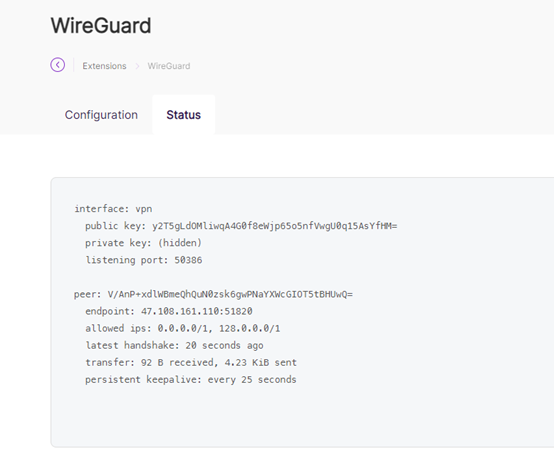 WireGuard
Extensions > WireGuard
Configuration Status
interface: vpn
public key: y2T5gLdOMliwqA4G0f8eWjp65o5nfVwgU0q15AsYfHM=
private key: (hidden)
listening port: 50386
peer: V/AnP+xdlWBmeQhQuN0zsk6gwPNaYXWcGIOT5tBHUwQ=
endpoint: 47.108.161.110:51820
allowed ips: 0.0.0.0/1, 128.0.0.0/1
latest handshake: 20 seconds ago
transfer: 92 B received, 4.23 KiB sent
persistent keepalive: every 25 seconds